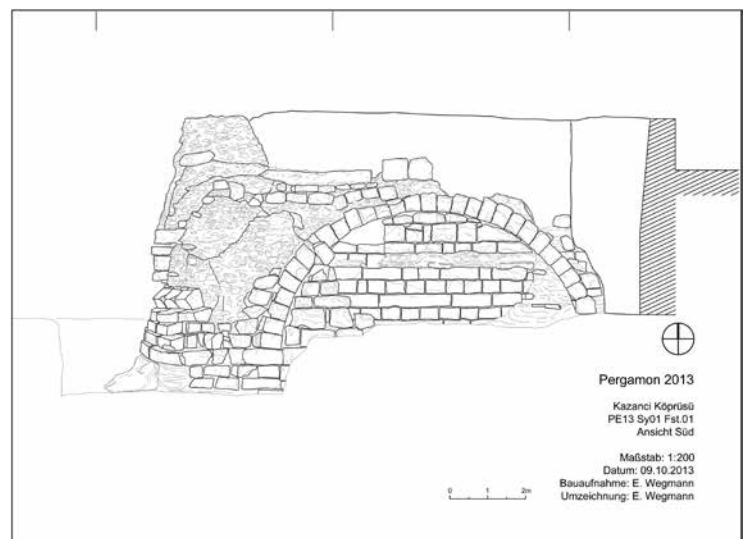 Pergamon 2013
Kazanci Köprüsü
PE13 Sy01 Fst.01
Ansicht Süd
Maßstab: 1:200
Datum: 09.10.2013
Bauaufnahme: E. Wegmann
Umzeichnung: E. Wegmann
0 1 2m